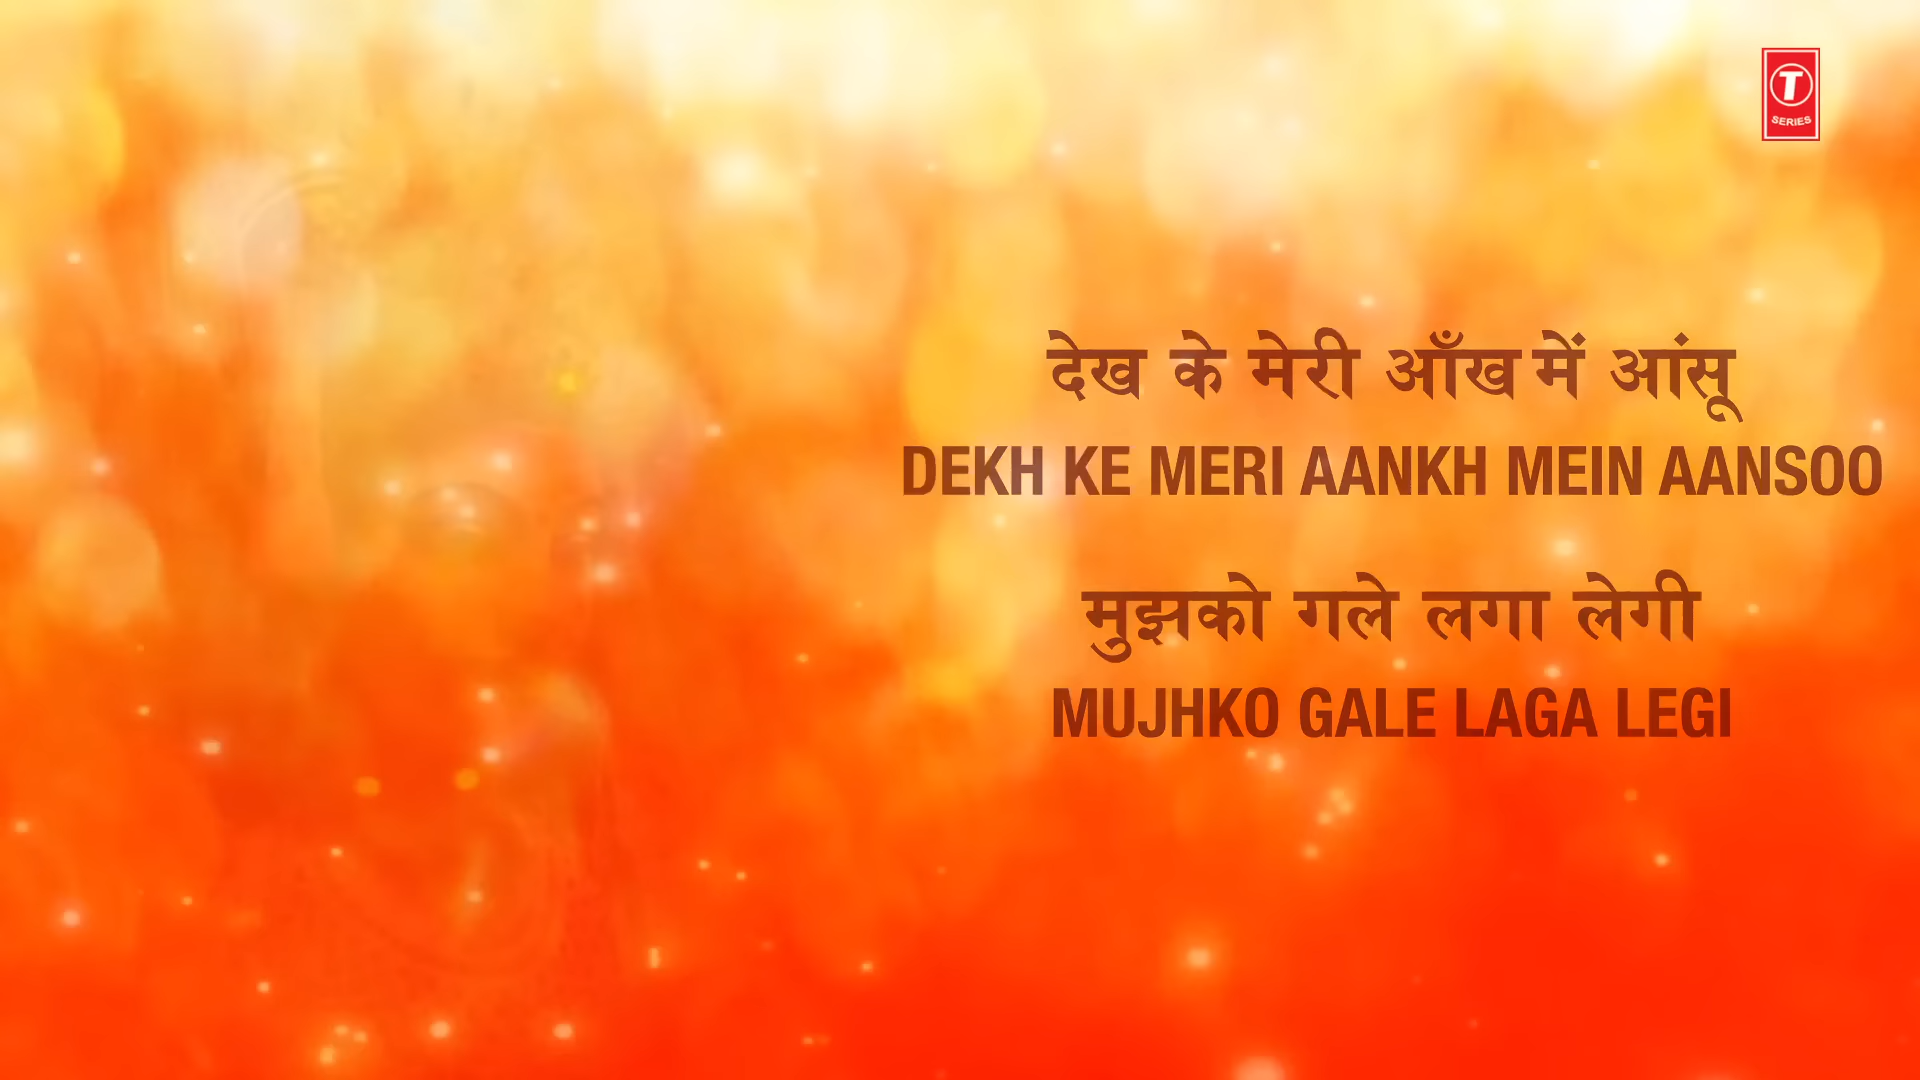 T
SERIES
देख के मेरी आँख में आंसू
DEKH KE MERI AANKH MEIN AANSOO
मुझको गले लगा लेगी
MUJHKO GALE LAGA LEGI